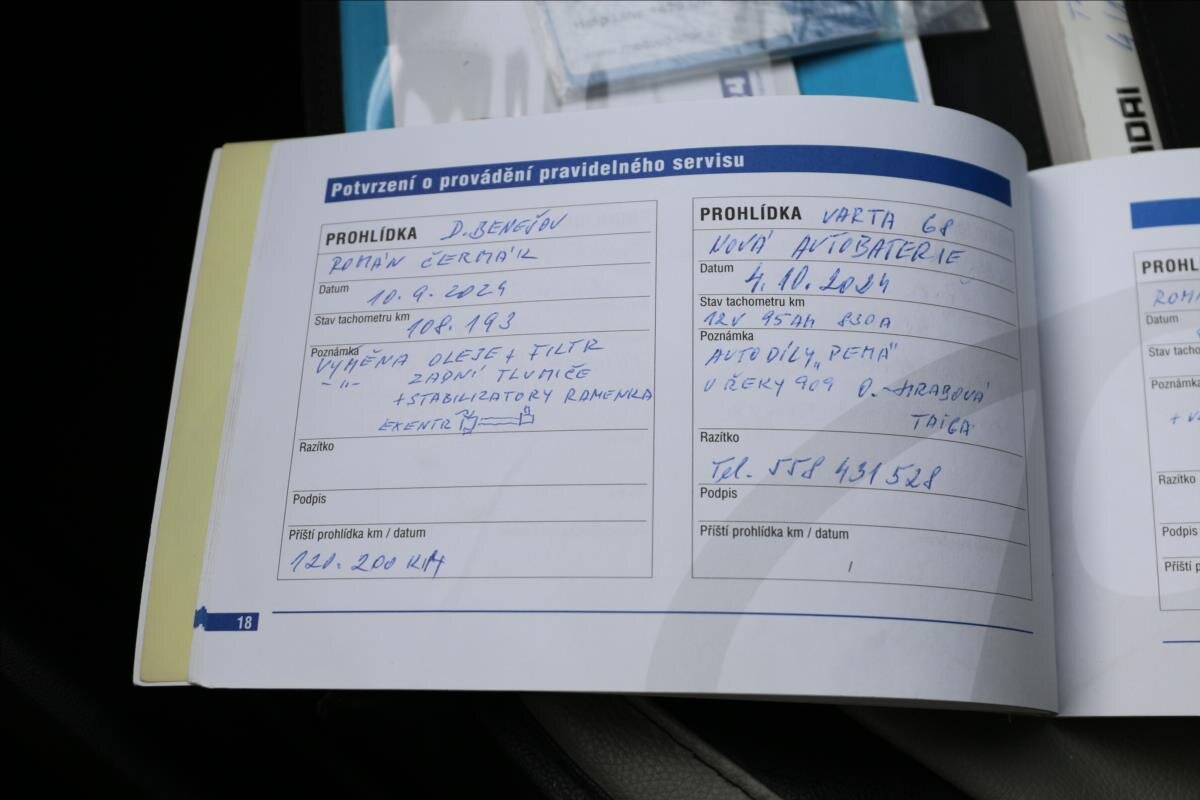 Potvrzení o provádění pravidelného servisu
PROHLÍDKA D. BENEŠOV
ROMÁN ČERMÁK
Datum 10.9.2024
Stav tachometru km 108.193
Poznámka
VÝMĚNA OLEJE + FILTR
-"- ZADNÍ TLUMIČE
+ STABILIZATORY RAMENKA
EXENTR
Razítko
Podpis
Příští prohlídka km / datum
120.200 KM
18
PROHLÍDKA VARTA G8
NOVÁ AUTOBATERIE
Datum 4.10.2024
Stav tachometru km
12V 95AH 830A
Poznámka
AUTODÍLY „PEMA"
U ŘEKY 909 O.-HRABOVÁ
TAIGA
Razítko
Tel. 558 431 528
Podpis
Příští prohlídka km / datum
/
PROHL
ROMÁ
Datum
Stav tacho
Poznámka
Razítko
Podpis
Příští p